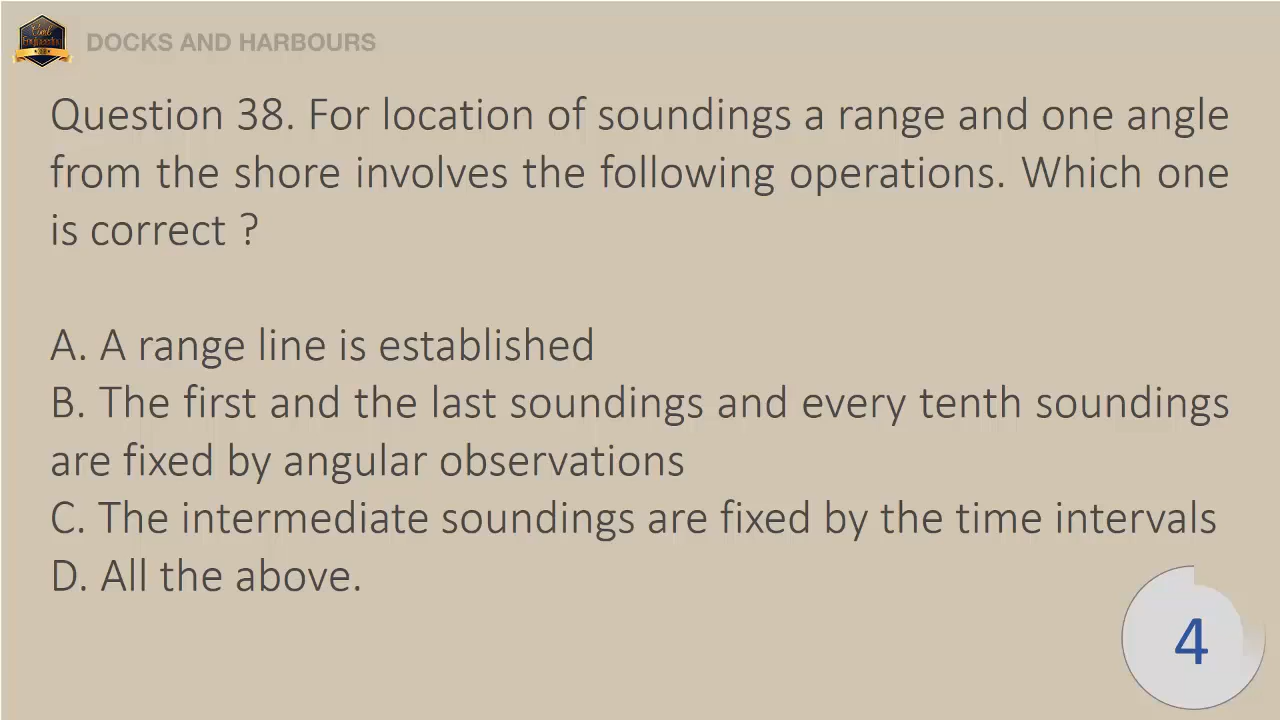 DOCKS AND HARBOURS
Question 38. For location of soundings a range and one angle
from the shore involves the following operations. Which one
is correct ?
A. A range line is established
B. The first and the last soundings and every tenth soundings
are fixed by angular observations
C. The intermediate soundings are fixed by the time intervals
D. All the above.
4